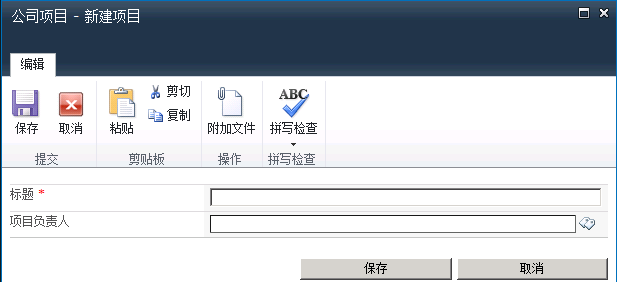 公司项目 - 新建项目
编辑
保存 取消 粘贴 剪切 复制 附加文件 ABC 拼写检查
提交 剪贴板 操作 拼写检查
标题 *
项目负责人
保存 取消